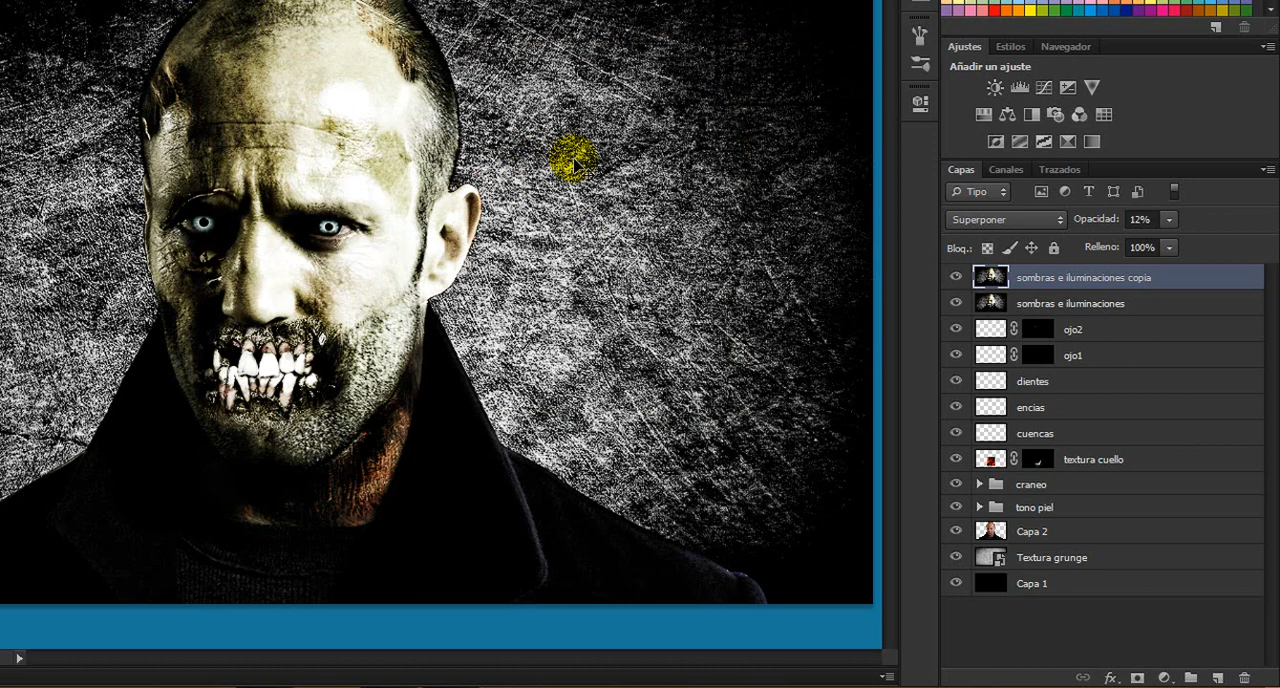 Ajustes Estilos Navegador
Añadir un ajuste
Capas Canales Trazados
Tipo
Superponer Opacidad: 12%
Bloq.: Relleno: 100%
sombras e iluminaciones copia
sombras e iluminaciones
ojo2
ojo1
dientes
encias
cuencas
textura cuello
craneo
tono piel
Capa 2
Textura grunge
Capa 1
fx